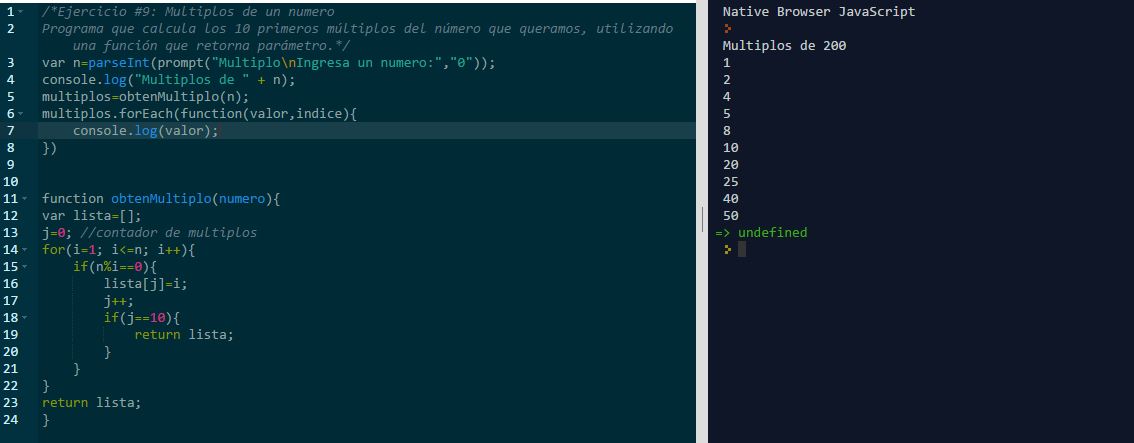 1 /*Ejercicio #9: Multiplos de un numero
2 Programa que calcula los 10 primeros múltiplos del número que queramos, utilizando
una función que retorna parámetro.*/
3 var n=parseInt(prompt("Multiplo\nIngresa un numero:","0"));
4 console.log("Multiplos de " + n);
5 multiplos=obtenMultiplo(n);
6 multiplos.forEach(function(valor,indice){
7 console.log(valor);
8 })
9
10
11 function obtenMultiplo(numero){
12 var lista=[];
13 j=0; //contador de multiplos
14 for(i=1; i<=n; i++){
15 if(n%i==0){
16 lista[j]=i;
17 j++;
18 if(j==10){
19 return lista;
20 }
21 }
22 }
23 return lista;
24 }
Native Browser JavaScript
Multiplos de 200
1
2
4
5
8
10
20
25
40
50
=> undefined